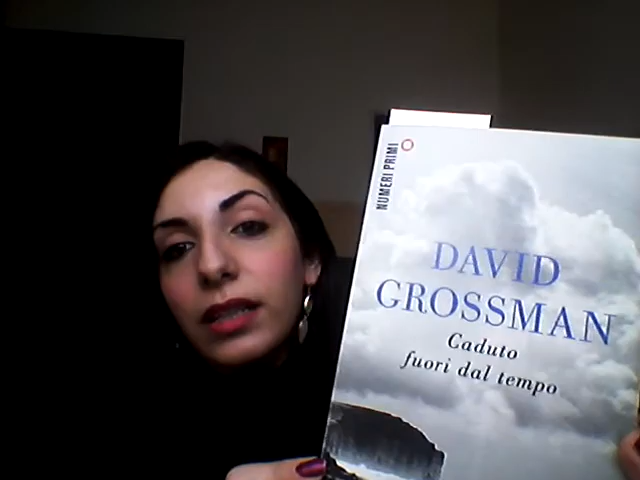 NUMERI PRIMI
DAVID
GROSSMAN
Caduto
fuori dal tempo